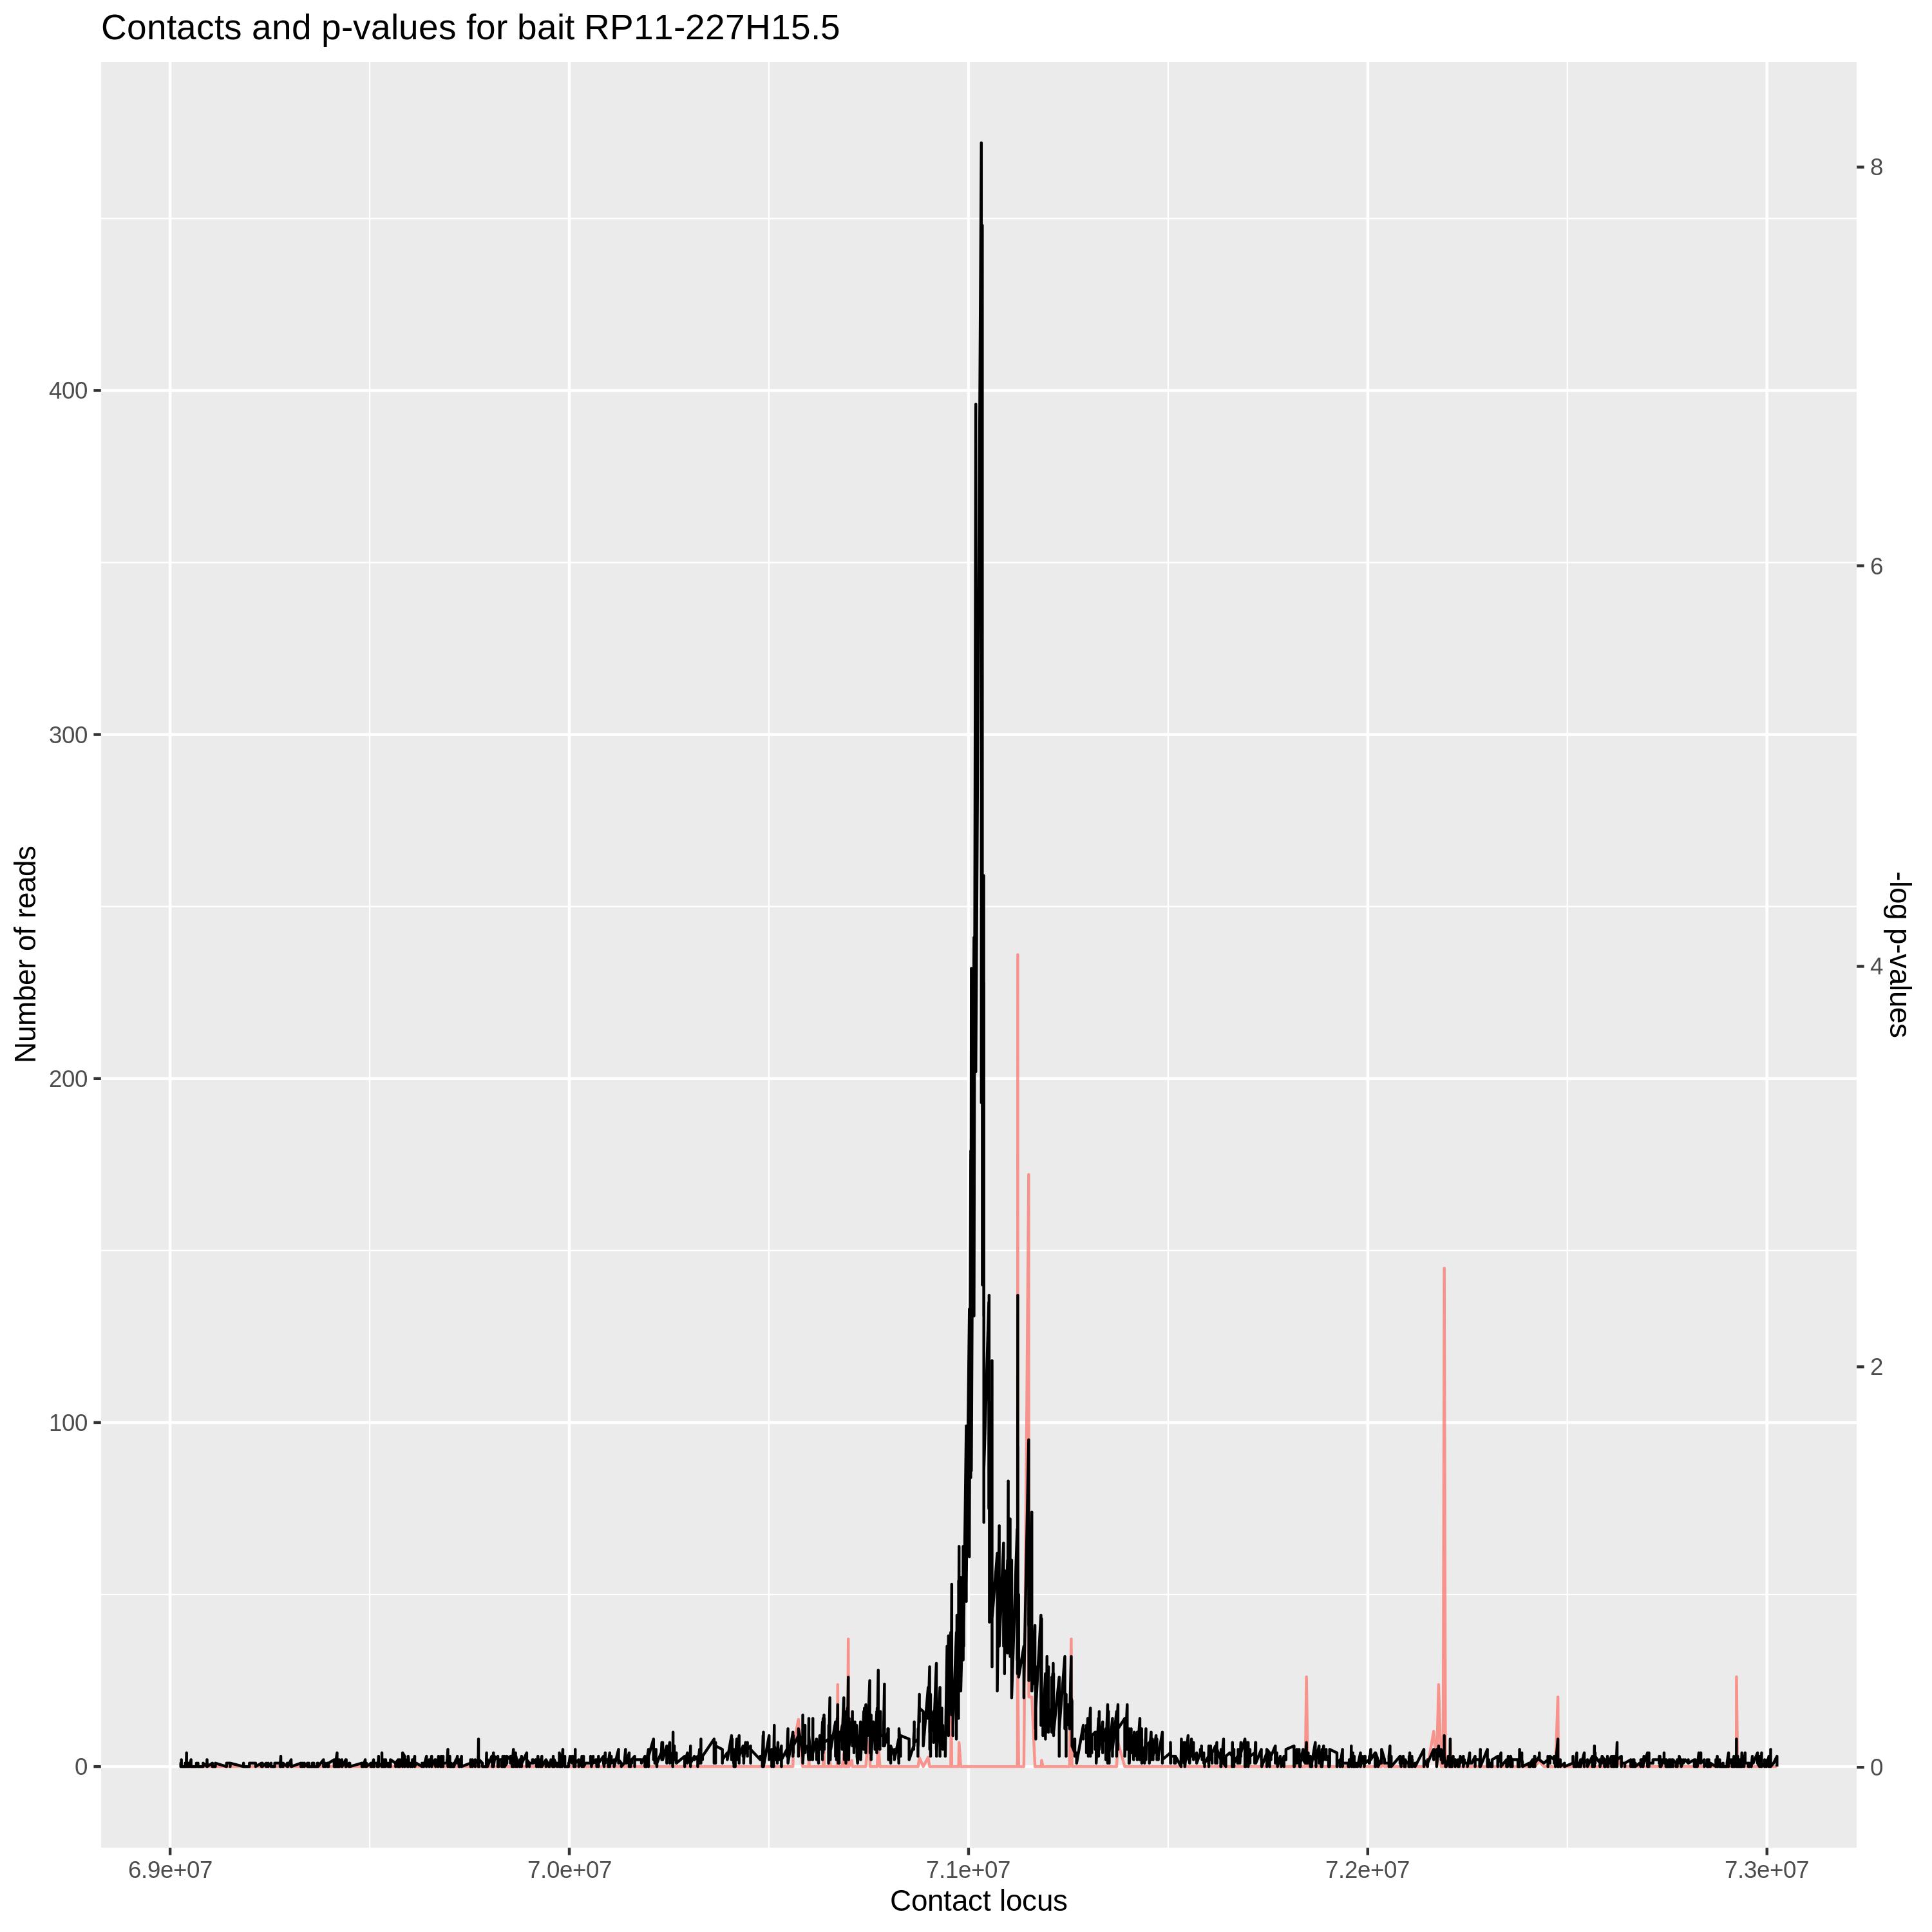 Contacts and p-values for bait RP11-227H15.5
8
400
6
300
Number of reads
-log p-values
4
200
2
100
0
0
6.9e+07
7.0e+07
7.1e+07
7.2e+07
7.3e+07
Contact locus